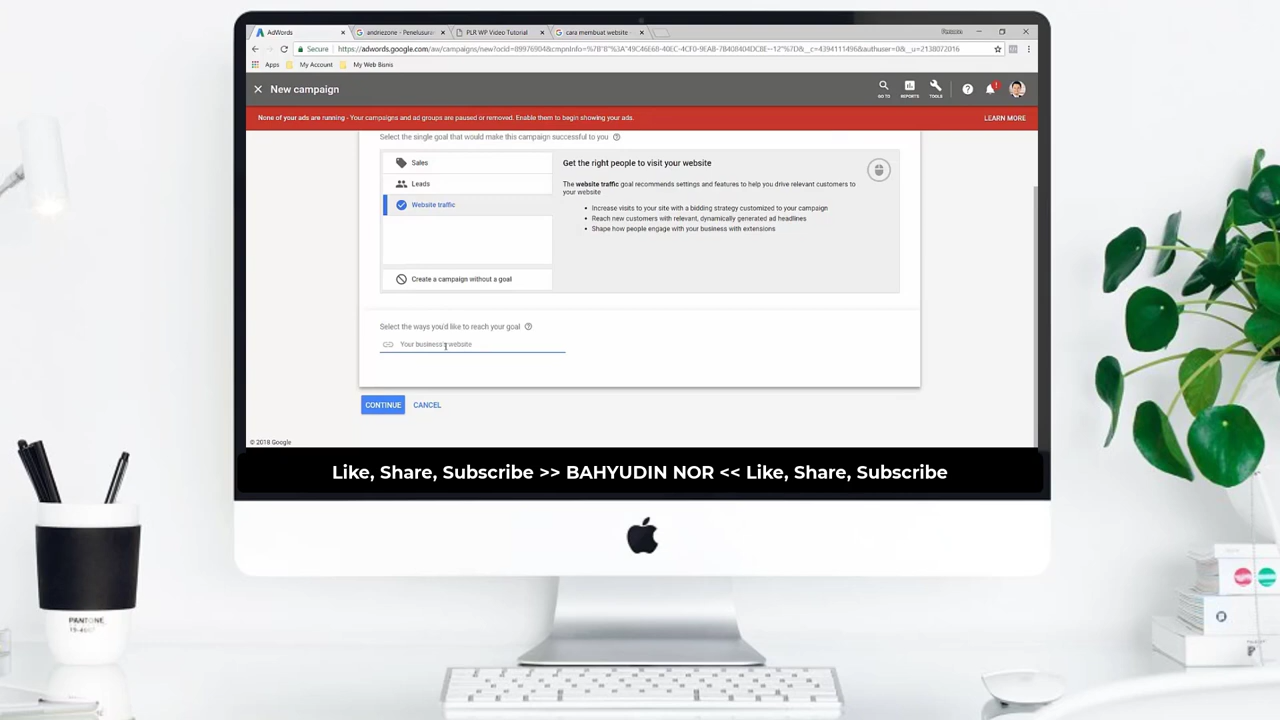 AdWords
andriezone - Penelusura
PLR WP Video Tutorial
cara membuat website -
Secure
Apps
My Account
My Web Bisnis
New campaign
GO TO
REPORTS
TOOLS
None of your ads are running - Your campaigns and ad groups are paused or removed. Enable them to begin showing your ads.
LEARN MORE
Select the single goal that would make this campaign successful to you
Sales
Leads
Website traffic
Create a campaign without a goal
Get the right people to visit your website
The website traffic goal recommends settings and features to help you drive relevant customers to
your website
Increase visits to your site with a bidding strategy customized to your campaign
Reach new customers with relevant, dynamically generated ad headlines
Shape how people engage with your business with extensions
Select the ways you'd like to reach your goal
Your business's website
CONTINUE
CANCEL
© 2018 Google
Like, Share, Subscribe >> BAHYUDIN NOR << Like, Share, Subscribe
PANTONE